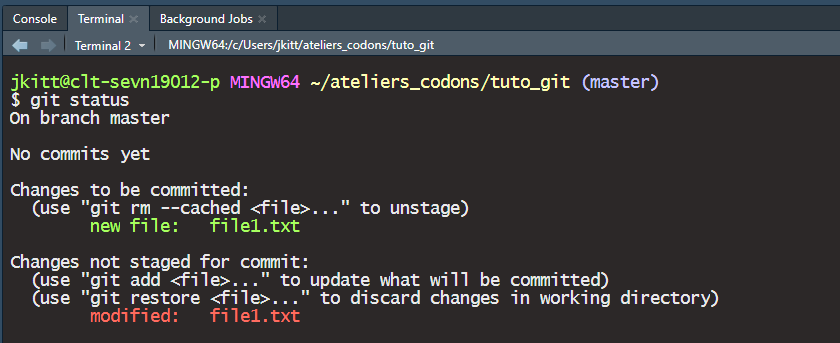 Console Terminal Background Jobs
Terminal 2 MINGW64:/c/Users/jkitt/ateliers_codons/tuto_git
jkitt@clt-sevn19012-p MINGW64 ~/ateliers_codons/tuto_git (master)
$ git status
On branch master
No commits yet
Changes to be committed:
(use "git rm --cached <file>..." to unstage)
new file: file1.txt
Changes not staged for commit:
(use "git add <file>..." to update what will be committed)
(use "git restore <file>..." to discard changes in working directory)
modified: file1.txt